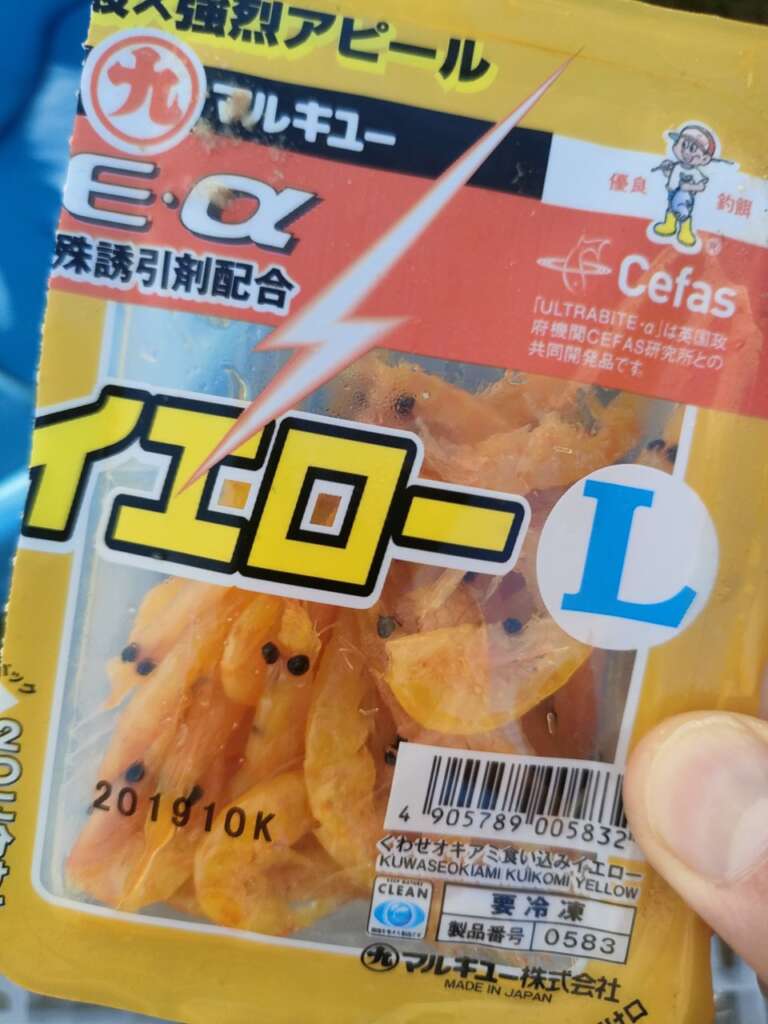 強烈アピール
九 マルキュー
優良 釣餌
E・α
Cefas
殊誘引剤配合
「ULTRABITE・α」は英国政
府機関CEFAS研究所との
共同開発品です。
イエロー
L
201910K
4 905789 005832
くわせオキアミ食い込みイエロー
KUWASEOKIAMI KUIKOMI YELLOW
KEEP NATURE
CLEAN
要冷凍
製品番号 0583
九 マルキュー株式会社
MADE IN JAPAN